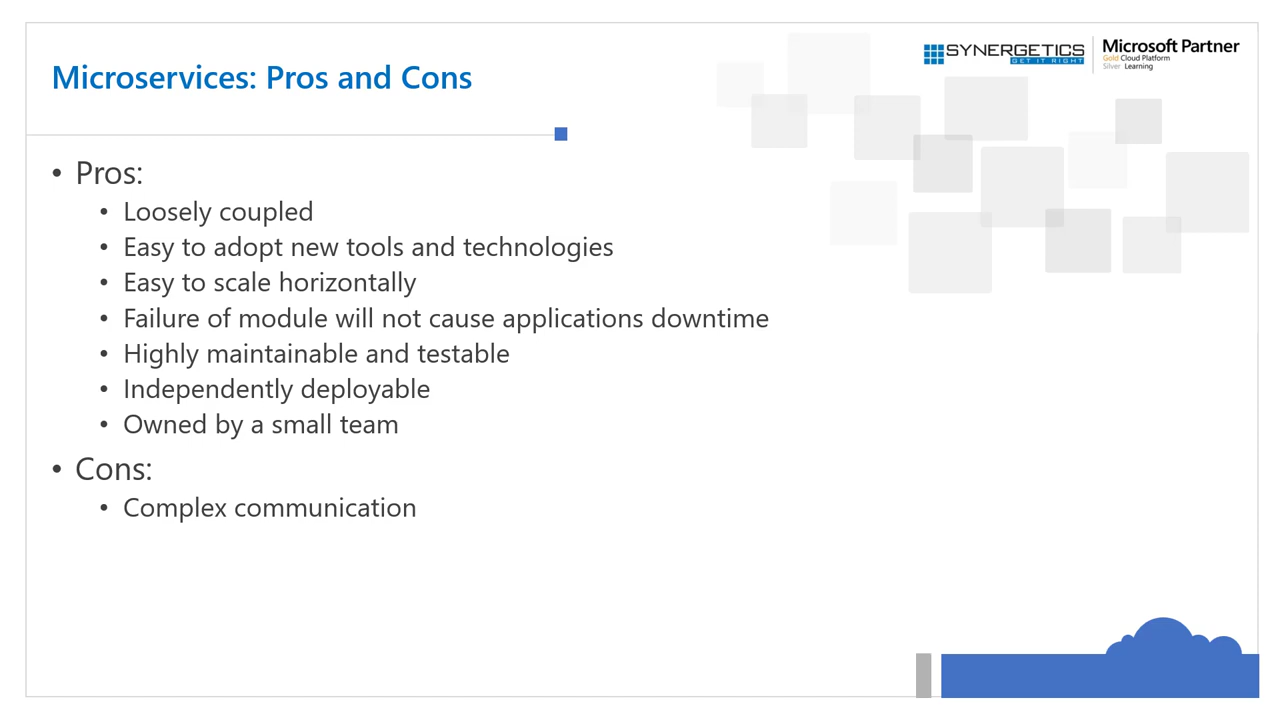 SYNERGETICS
GET IT RIGHT
Microsoft Partner
Gold Cloud Platform
Silver Learning
Microservices: Pros and Cons
• Pros:
• Loosely coupled
• Easy to adopt new tools and technologies
• Easy to scale horizontally
• Failure of module will not cause applications downtime
• Highly maintainable and testable
• Independently deployable
• Owned by a small team
• Cons:
• Complex communication